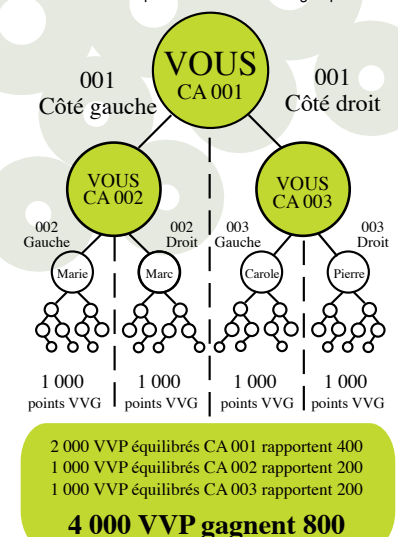 VOUS
CA 001
001
Côté gauche
001
Côté droit
VOUS
CA 002
VOUS
CA 003
002
Gauche
002
Droit
003
Gauche
003
Droit
Marie
Marc
Carole
Pierre
1 000
points VVG
1 000
points VVG
1 000
points VVG
1 000
points VVG
2 000 VVP équilibrés CA 001 rapportent 400
1 000 VVP équilibrés CA 002 rapportent 200
1 000 VVP équilibrés CA 003 rapportent 200
4 000 VVP gagnent 800